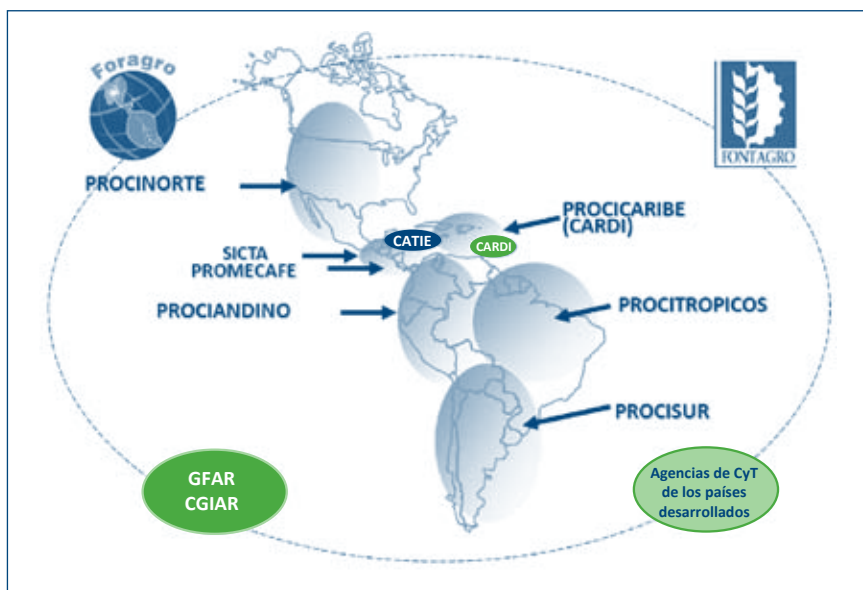 Foragro
FONTAGRO
PROCINORTE
PROCICARIBE
(CARDI)
CATIE
CARDI
SICTA
PROMECAFE
PROCIANDINO
PROCITROPICOS
PROCISUR
GFAR
CGIAR
Agencias de CyT
de los países
desarrollados